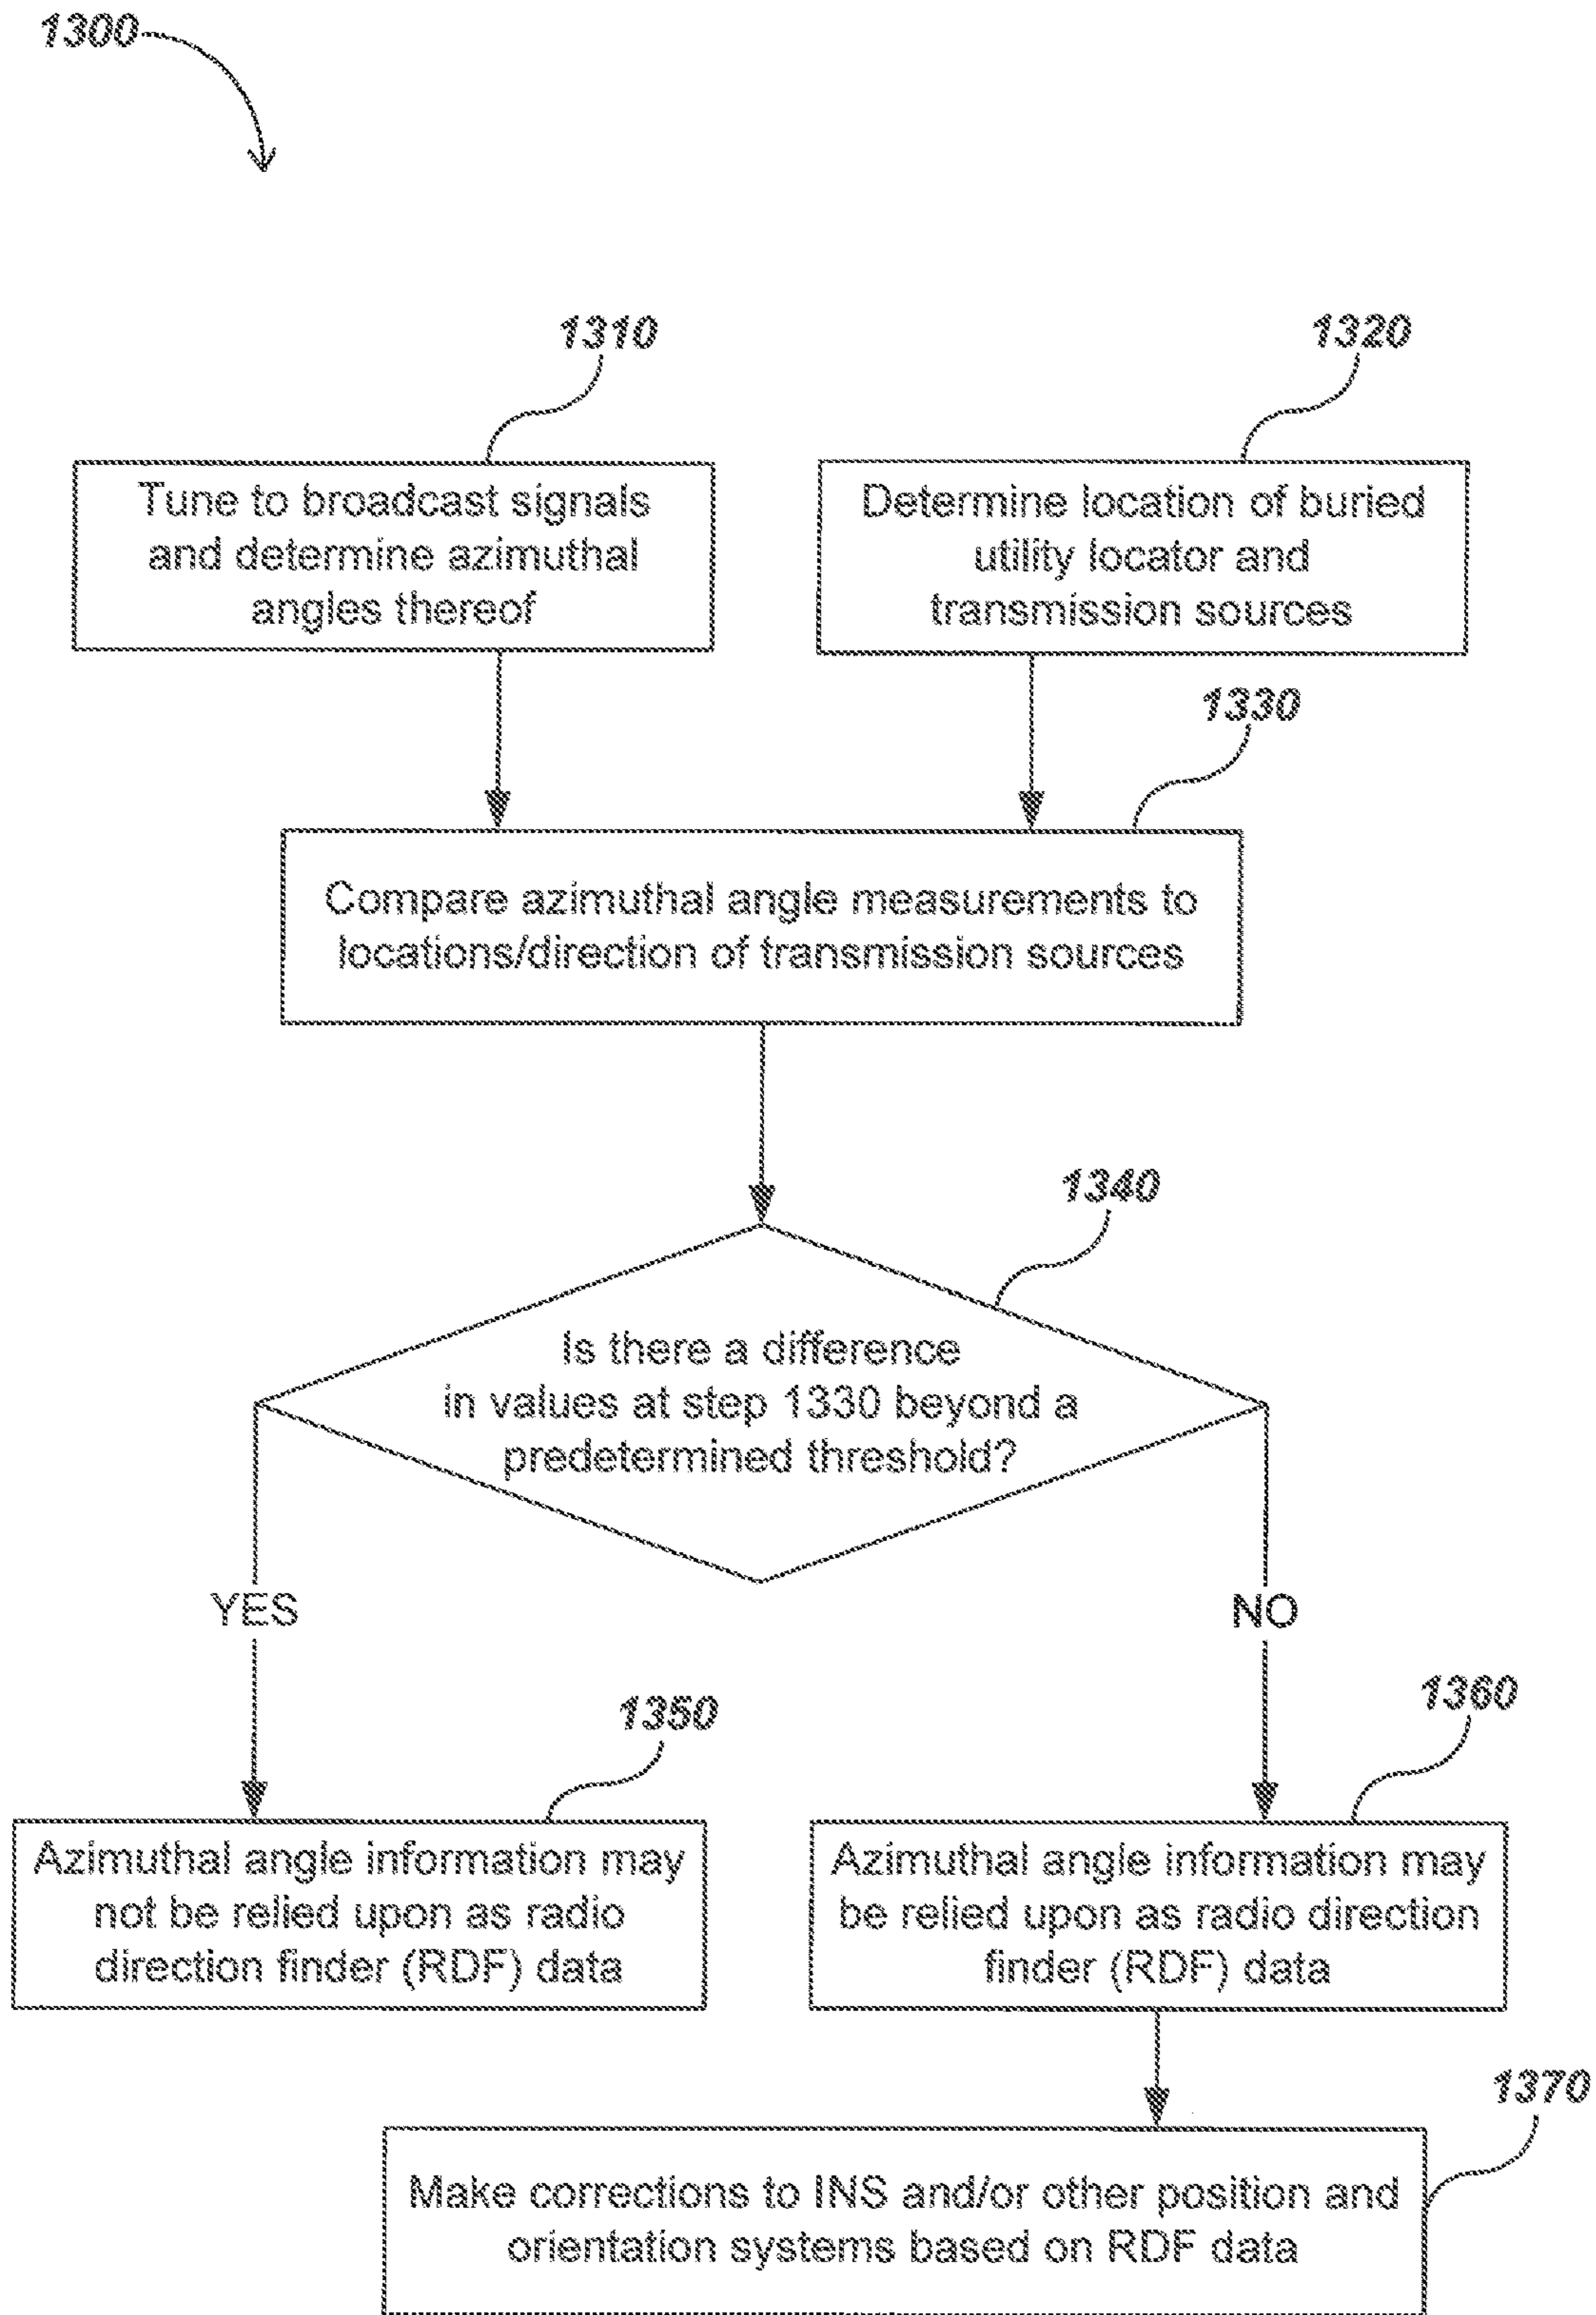 1300
1310
1320
Tune to broadcast signals
and determine azimuthal
angles thereof
Determine location of buried
utility locator and
transmission sources
1330
Compare azimuthal angle measurements to
locations/direction of transmission sources
1340
Is there a difference
in values at step 1330 beyond a
predetermined threshold?
YES
NO
1350
1360
Azimuthal angle information may
not be relied upon as radio
direction finder (RDF) data
Azimuthal angle information may
be relied upon as radio direction
finder (RDF) data
1370
Make corrections to INS and/or other position and
orientation systems based on RDF data